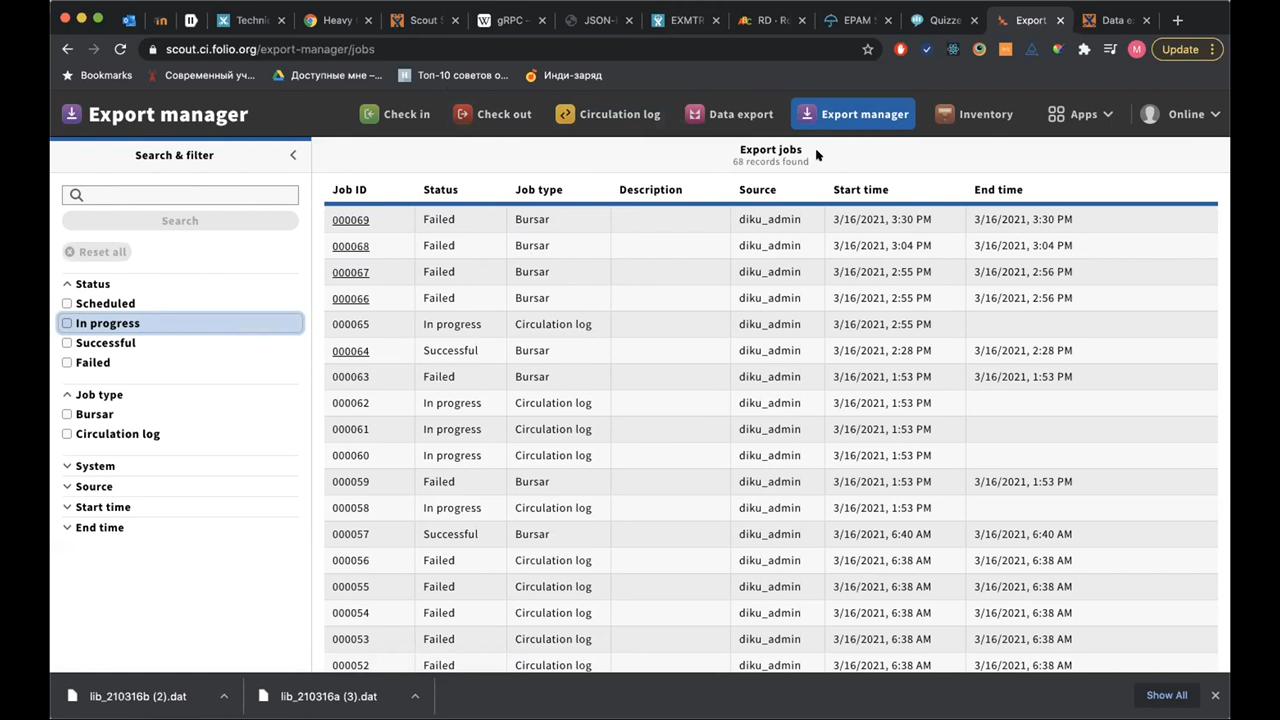 Technic
Heavy
Scout S
gRPC –
JSON-
EXMTR
RD - Ro
EPAM
Quizze
Export
Data e
scout.ci.folio.org/export-manager/jobs
M
Update
Bookmarks
Современный уч...
Доступные мне –...
Топ-10 советов о...
Инди-заряд
Export manager
Check in
Check out
Circulation log
Data export
Export manager
Inventory
Apps
Online
Search & filter
Export jobs
68 records found
Search
Reset all
Status
Scheduled
In progress
Successful
Failed
Job type
Bursar
Circulation log
System
Source
Start time
End time
Job ID Status Job type Description Source Start time End time
000069 Failed Bursar diku_admin 3/16/2021, 3:30 PM 3/16/2021, 3:30 PM
000068 Failed Bursar diku_admin 3/16/2021, 3:04 PM 3/16/2021, 3:04 PM
000067 Failed Bursar diku_admin 3/16/2021, 2:55 PM 3/16/2021, 2:56 PM
000066 Failed Bursar diku_admin 3/16/2021, 2:55 PM 3/16/2021, 2:56 PM
000065 In progress Circulation log diku_admin 3/16/2021, 2:55 PM
000064 Successful Bursar diku_admin 3/16/2021, 2:28 PM 3/16/2021, 2:28 PM
000063 Failed Bursar diku_admin 3/16/2021, 1:53 PM 3/16/2021, 1:53 PM
000062 In progress Circulation log diku_admin 3/16/2021, 1:53 PM
000061 In progress Circulation log diku_admin 3/16/2021, 1:53 PM
000060 In progress Circulation log diku_admin 3/16/2021, 1:53 PM
000059 Failed Bursar diku_admin 3/16/2021, 1:53 PM 3/16/2021, 1:53 PM
000058 In progress Circulation log diku_admin 3/16/2021, 1:53 PM
000057 Successful Bursar diku_admin 3/16/2021, 6:40 AM 3/16/2021, 6:40 AM
000056 Failed Circulation log diku_admin 3/16/2021, 6:38 AM 3/16/2021, 6:38 AM
000055 Failed Circulation log diku_admin 3/16/2021, 6:38 AM 3/16/2021, 6:38 AM
000054 Failed Circulation log diku_admin 3/16/2021, 6:38 AM 3/16/2021, 6:38 AM
000053 Failed Circulation log diku_admin 3/16/2021, 6:38 AM 3/16/2021, 6:38 AM
000052 Failed Circulation log diku_admin 3/16/2021, 6:38 AM 3/16/2021, 6:38 AM
lib_210316b (2).dat
lib_210316a (3).dat
Show All